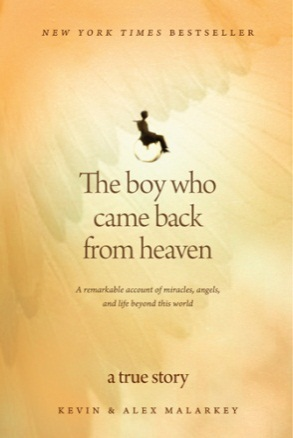 NEW YORK TIMES BESTSELLER
The boy who
came back
from heaven
A remarkable account of miracles, angels,
and life beyond this world
a true story
KEVIN & ALEX MALARKEY